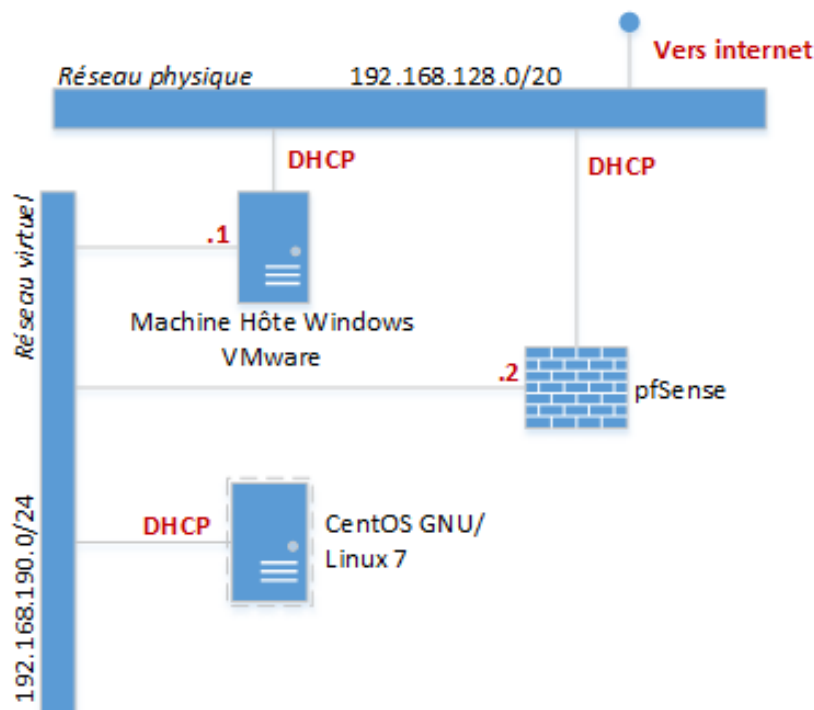 Vers internet
Réseau physique 192.168.128.0/20
DHCP
DHCP
Réseau virtuel
.1
Machine Hôte Windows
VMware
.2
pfSense
192.168.190.0/24
DHCP
CentOS GNU/
Linux 7